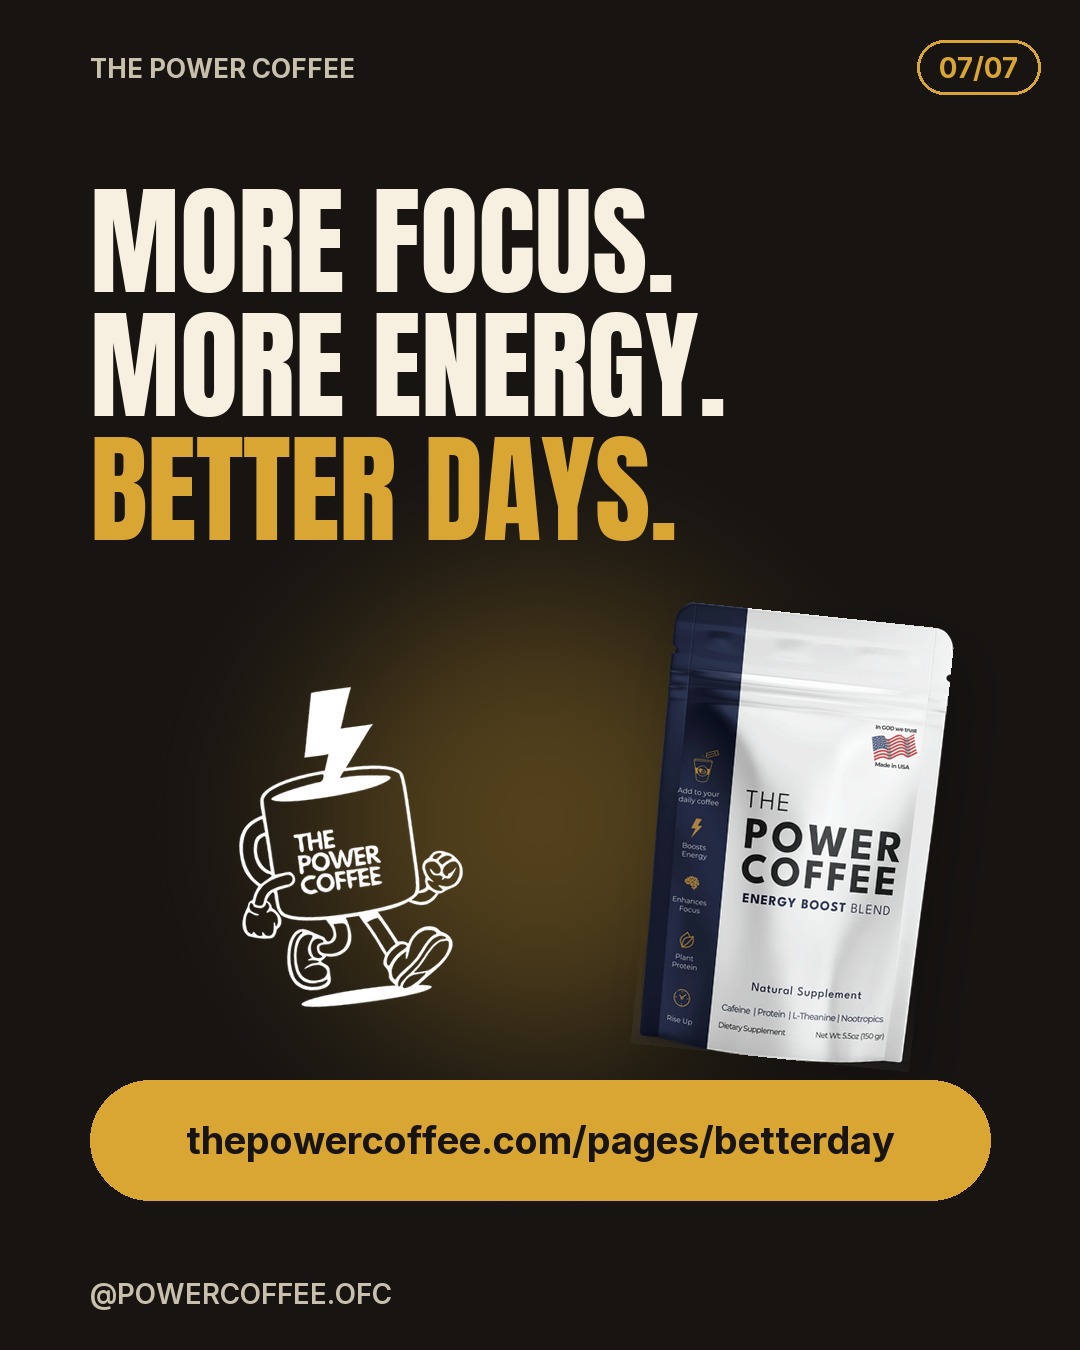 THE POWER COFFEE
07/07
MORE FOCUS.
MORE ENERGY.
BETTER DAYS.
THE
POWER
COFFEE
In GOD we trust
Made in USA
Add to your
daily coffee
Boosts
Energy
Enhances
Focus
Plant
Protein
Rise Up
THE
POWER
COFFEE
ENERGY BOOST BLEND
Natural Supplement
Cafeine | Protein | L-Theanine | Nootropics
Dietary Supplement
Net Wt: 5.5oz (150 gr)
thepowercoffee.com/pages/betterday
@POWERCOFFEE.OFC